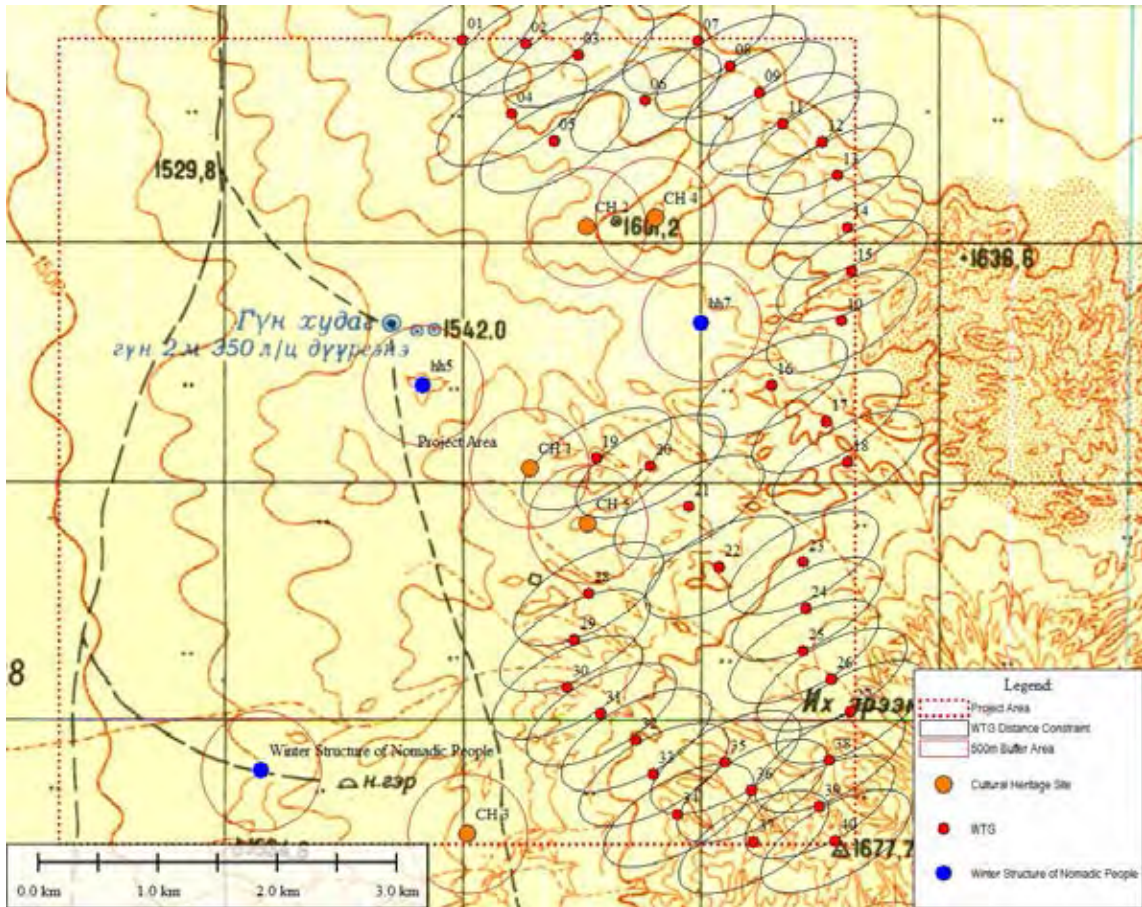 01
02
03
07
08
09
04
06
11
05
12
13
1529,8
CH 2
CH 4
14
15
1636,6
hh7
10
Гүн худаг
1542,0
гүн 2 м 350 л/ц дүүргэлэ
hh5
16
17
Project Area
CH 1
19
20
18
21
CH 5
22
23
28
24
29
25
30
26
8
31
Их эрээн
32
Winter Structure of Nomadic People
33
35
38
н.гэр
36
34
39
CH 3
37
40
1677,7
0.0 km
1.0 km
2.0 km
3.0 km
Legend:
Project Area
WTG Distance Constraint
500m Buffer Area
Cultural Heritage Site
WTG
Winter Structure of Nomadic People